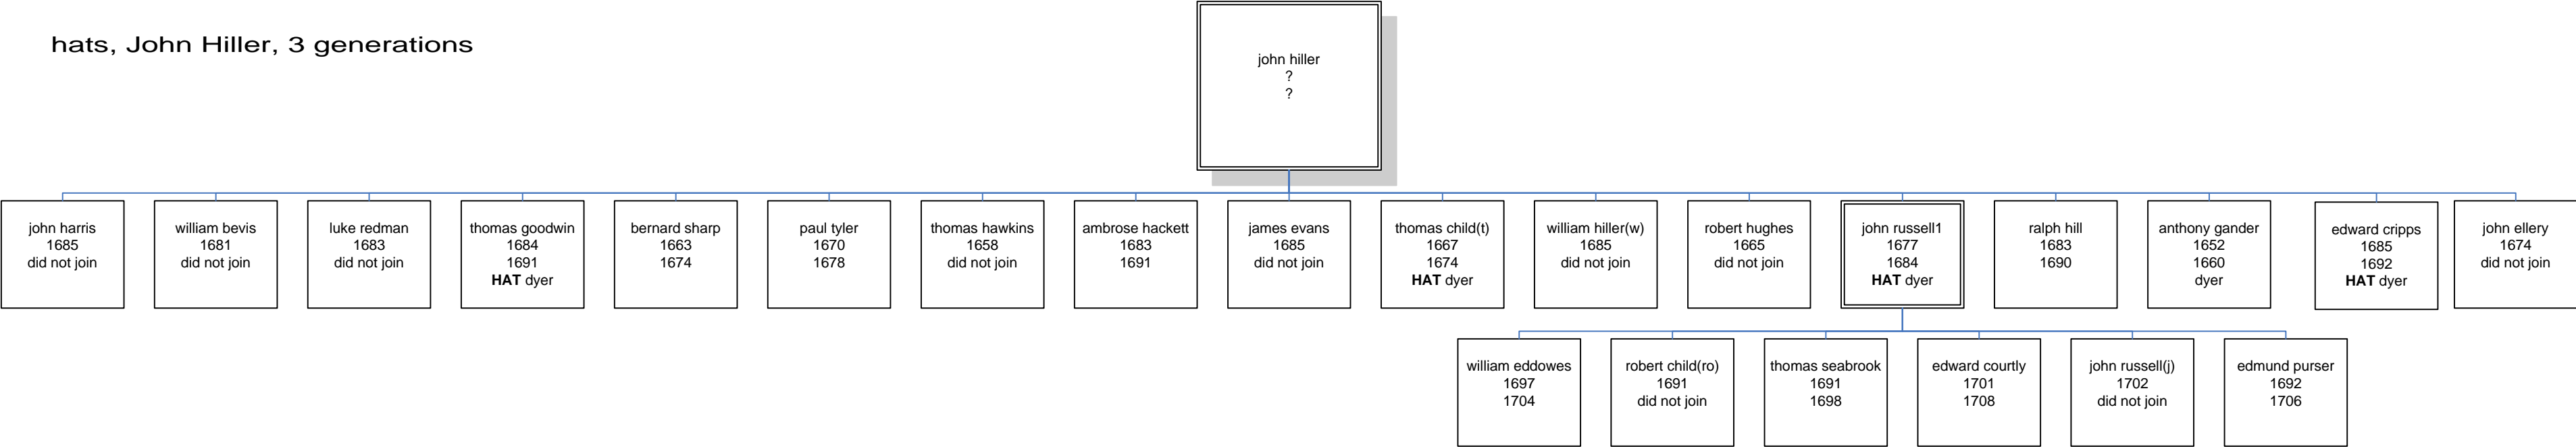 hats, John Hiller, 3 generations
john hiller
?
?
john harris
1685
did not join
william bevis
1681
did not join
luke redman
1683
did not join
thomas goodwin
1684
1691
HAT dyer
bernard sharp
1663
1674
paul tyler
1670
1678
thomas hawkins
1658
did not join
ambrose hackett
1683
1691
james evans
1685
did not join
thomas child(t)
1667
1674
HAT dyer
william hiller(w)
1685
did not join
robert hughes
1665
did not join
john russell1
1677
1684
HAT dyer
ralph hill
1683
1690
anthony gander
1652
1660
dyer
edward cripps
1685
1692
HAT dyer
john ellery
1674
did not join
william eddowes
1697
1704
robert child(ro)
1691
did not join
thomas seabrook
1691
1698
edward courtly
1701
1708
john russell(j)
1702
did not join
edmund purser
1692
1706